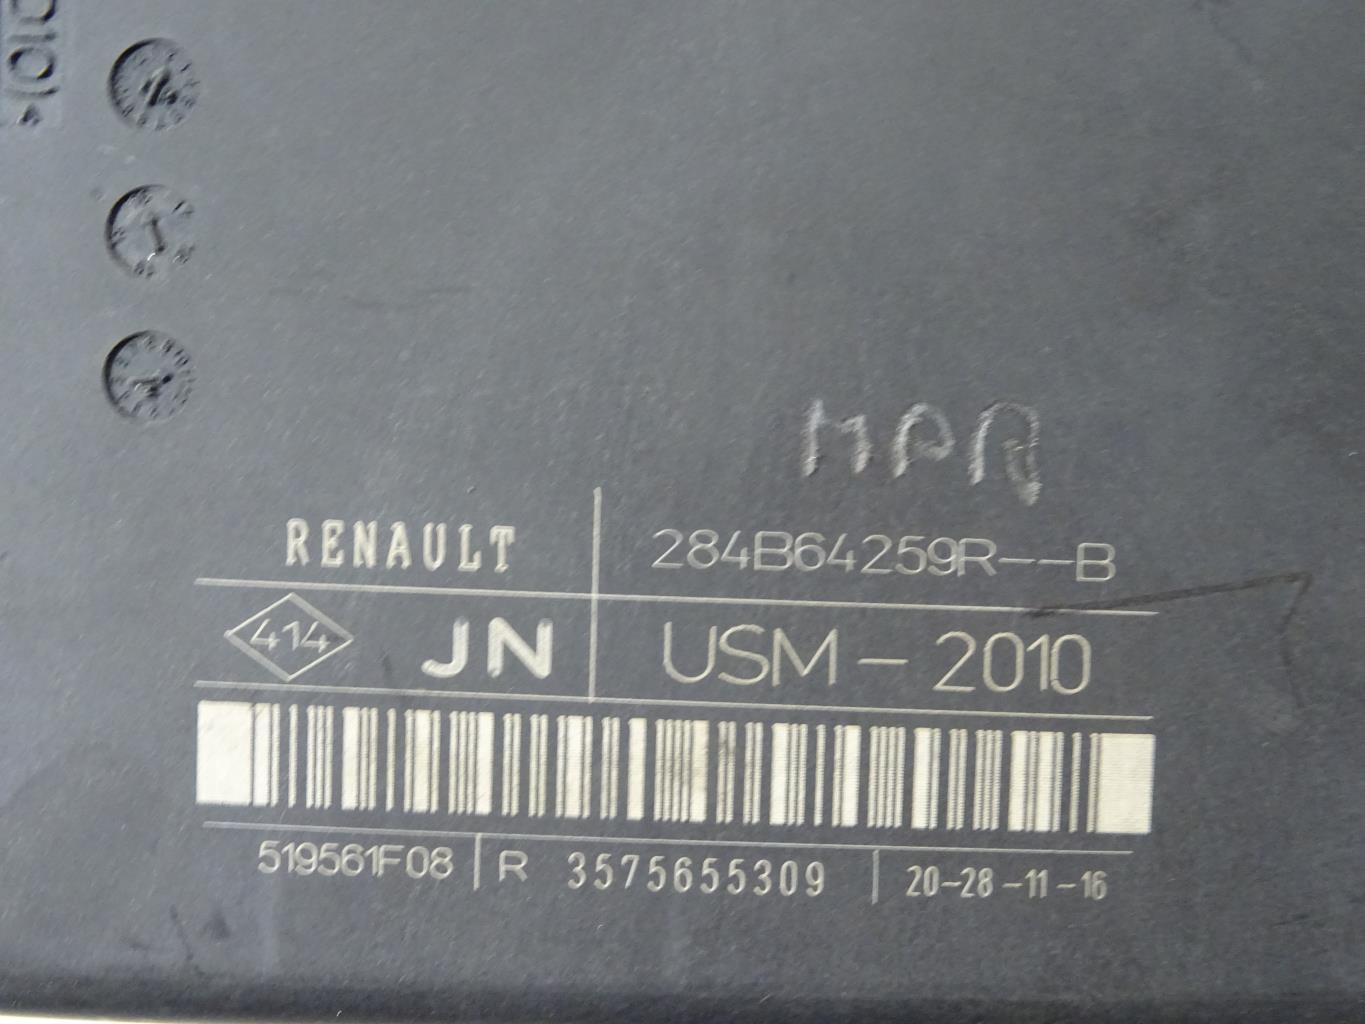 MPR
RENAULT 284B64259R--B
414 JN USM-2010
519561F08 R 3575655309 20-28-11-16